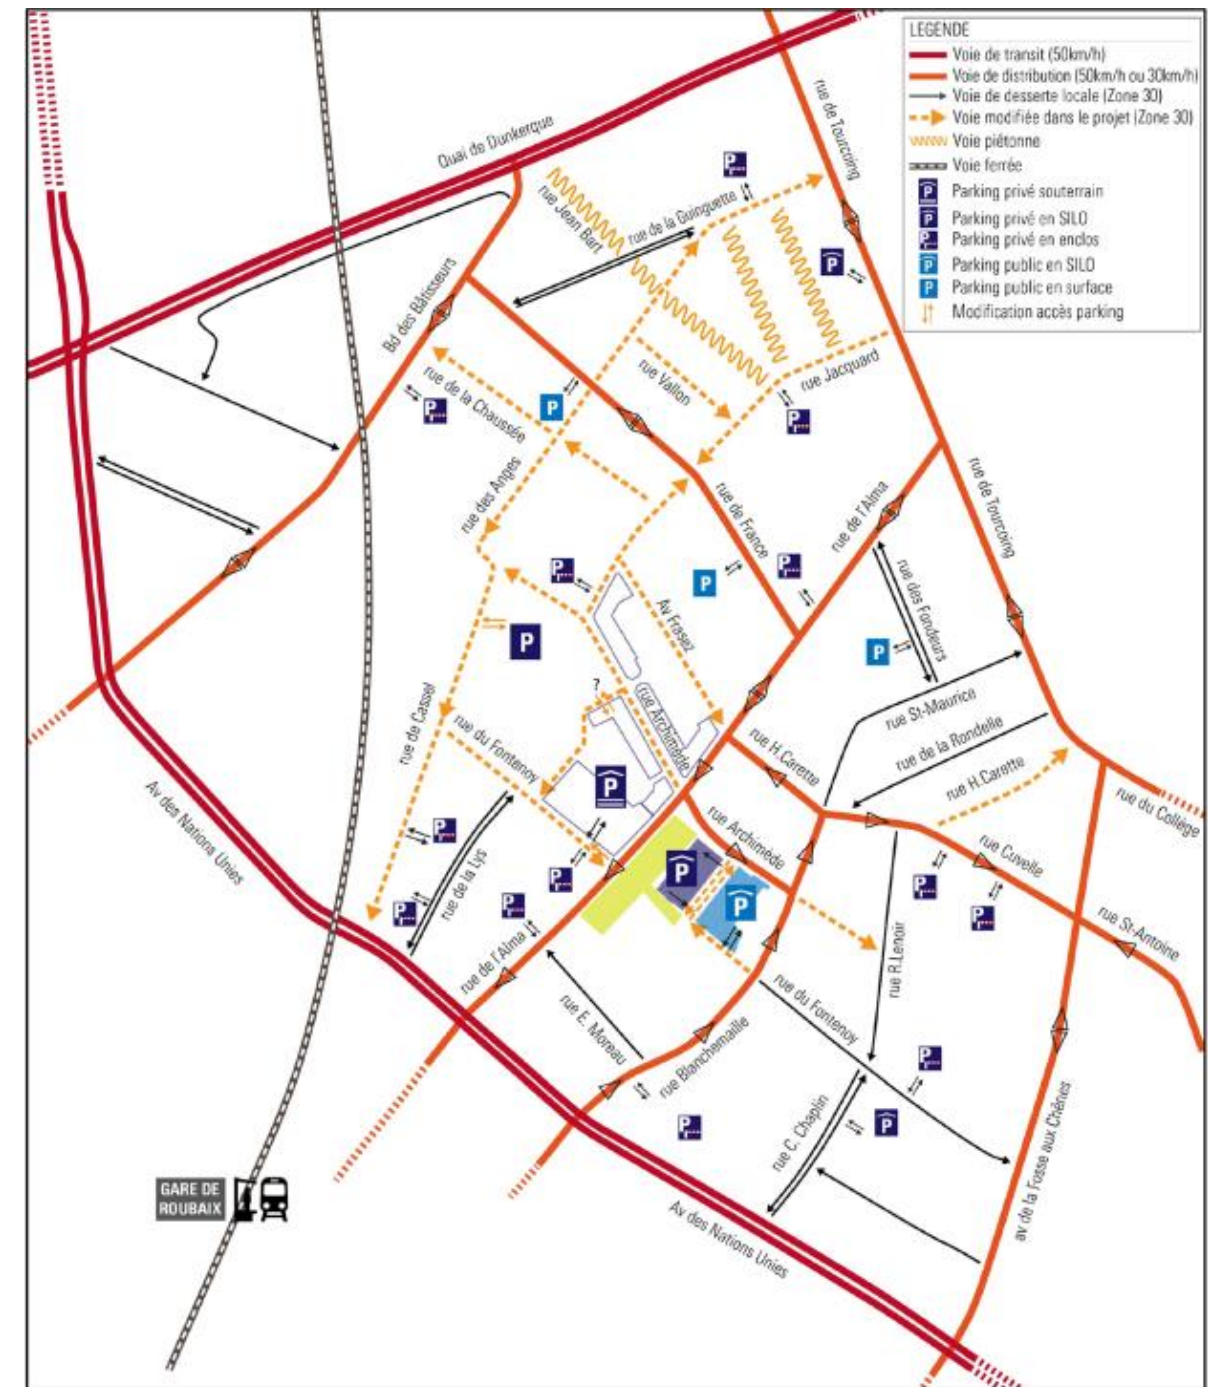 LEGENDE
Voie de transit (50km/h)
Voie de distribution (50km/h ou 30km/h)
Voie de desserte locale (Zone 30)
Voie modifiée dans le projet (Zone 30)
Voie piétonne
Voie ferrée
P Parking privé souterrain
P Parking privé en SILO
P Parking privé en enclos
P Parking public en SILO
P Parking public en surface
Modification accès parking
Quai de Dunkerque
rue de Tourcoing
rue Jean Bart
P
rue de la Guinguette
P
Bd des Bâtisseurs
rue de la Chaussée
P
P
rue Vallon
rue Jacquard
P
rue des Anges
rue de France
rue de l'Alma
rue de Tourcoing
P
P
P
Av Frasez
rue des Fondeurs
P
P
?
rue de Cassel
rue du Fontenoy
rue Archimède
rue St-Maurice
rue de la Rondelle
rue H.Carette
rue H.Carette
rue du Collège
P
Av des Nations Unies
P
rue de la Lys
P
P
P
rue Archimède
P
P
rue Cuvelle
P
P
rue St-Antoine
rue de l'Alma
rue R.Lenoir
rue E. Moreau
rue Blanchemaille
rue du Fontenoy
P
P
P
rue C. Chaplin
av de la Fosse aux Chênes
GARE DE
ROUBAIX
Av des Nations Unies